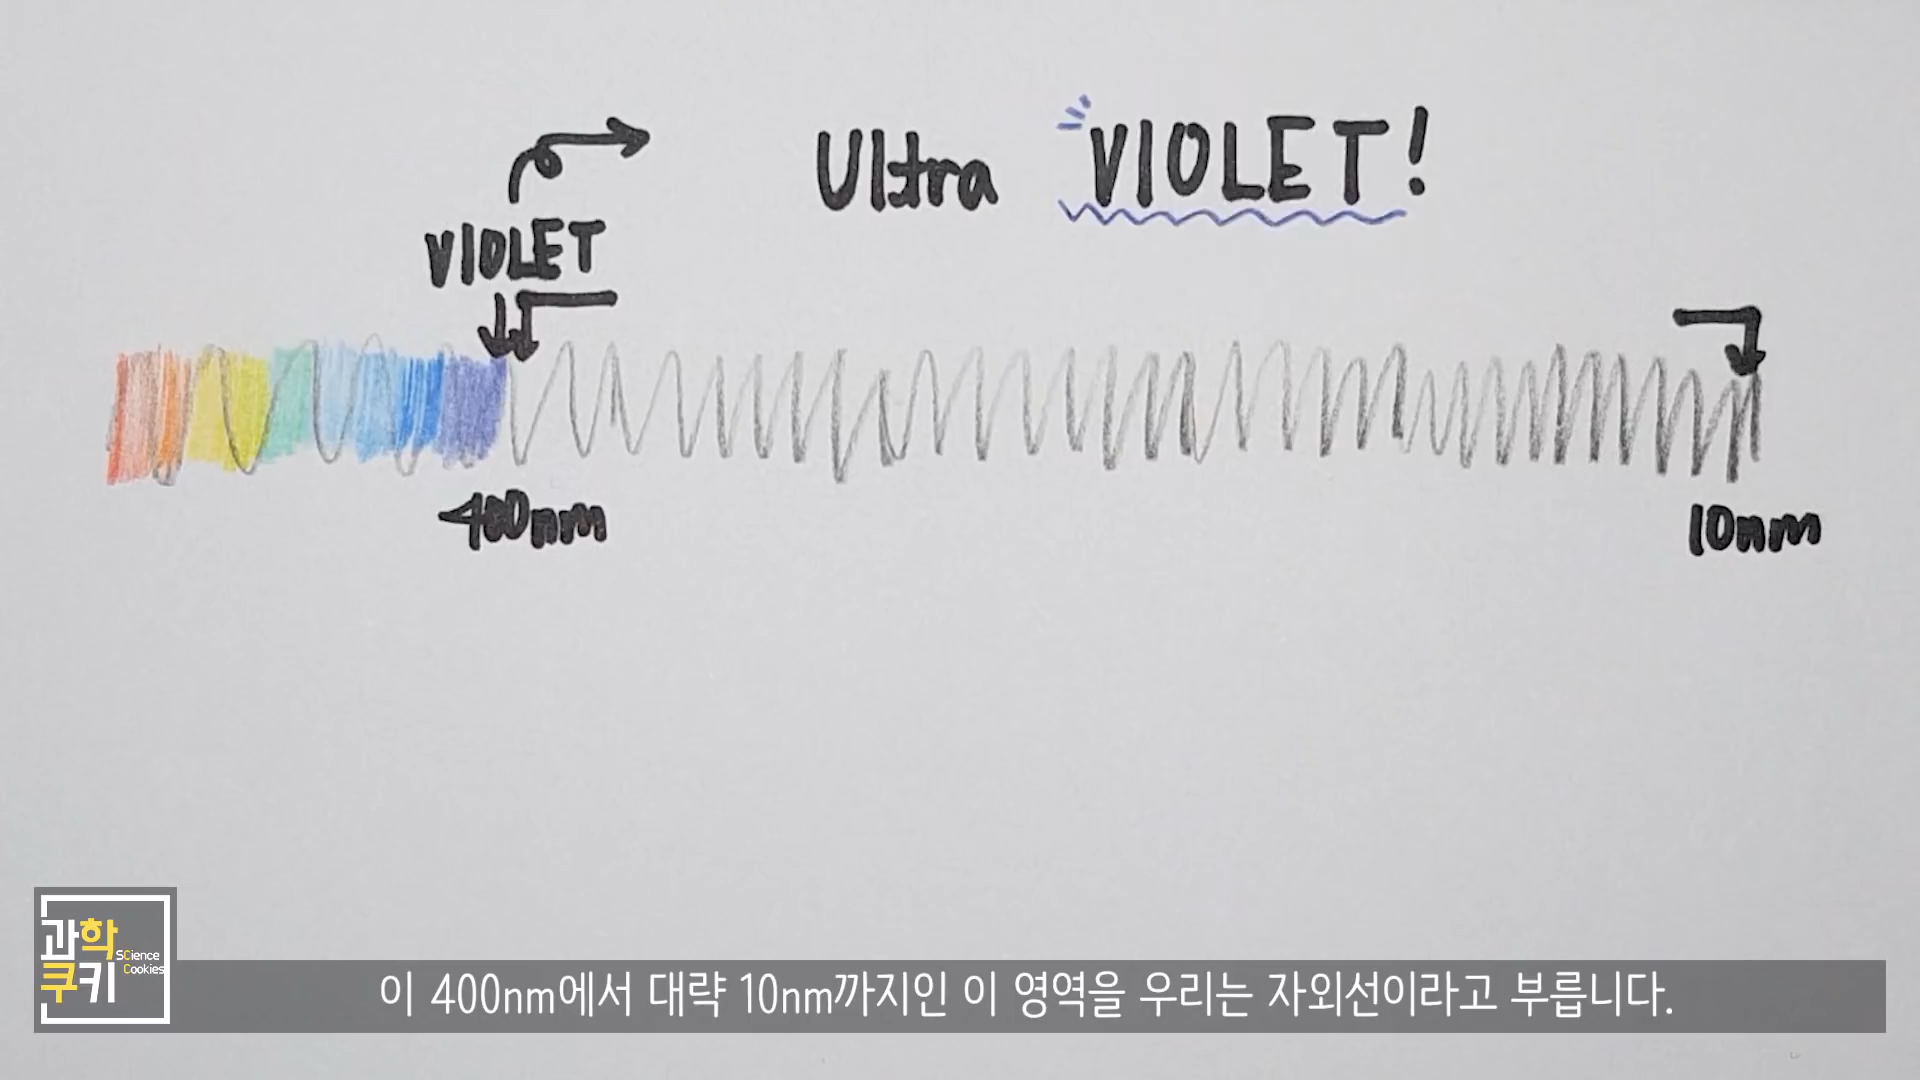 Ultra VIOLET!
VIOLET
400nm
10nm
과학
쿠키
SCience
Cookies
이 400nm에서 대략 10nm까지인 이 영역을 우리는 자외선이라고 부릅니다.